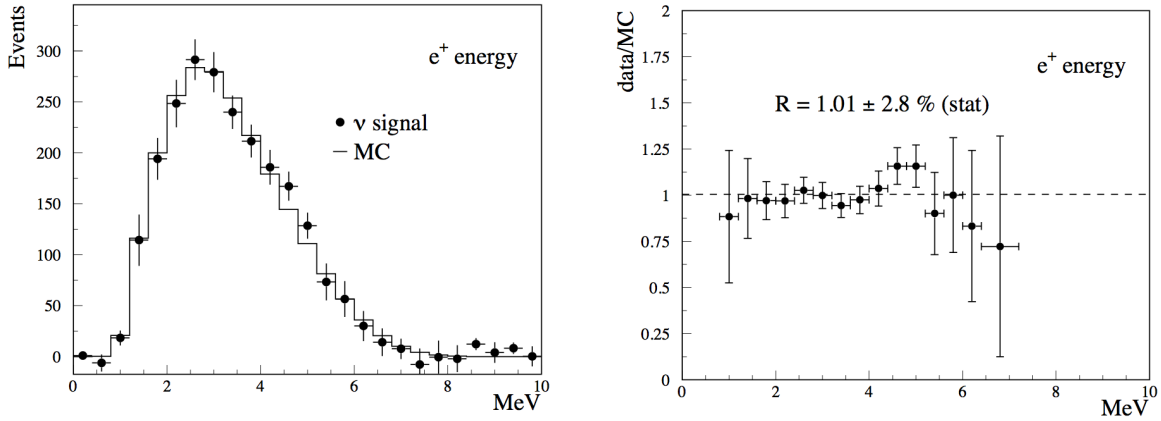 Events
300
250
200
150
100
50
0
e+ energy
ν signal
MC
0 2 4 6 8 10
MeV
data/MC
2
1.75
1.5
1.25
1
0.75
0.5
0.25
0
e+ energy
R = 1.01 ± 2.8 % (stat)
0 2 4 6 8 10
MeV